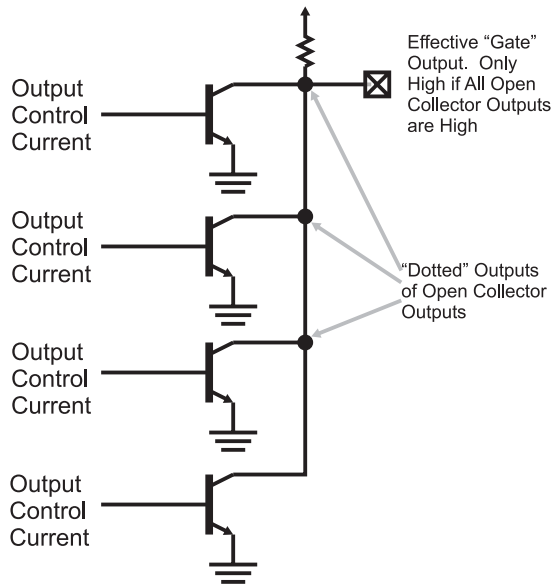 Output
Control
Current
Effective “Gate”
Output.  Only
High if All Open
Collector Outputs
are High
Output
Control
Current
“Dotted” Outputs
of Open Collector
Outputs
Output
Control
Current
Output
Control
Current